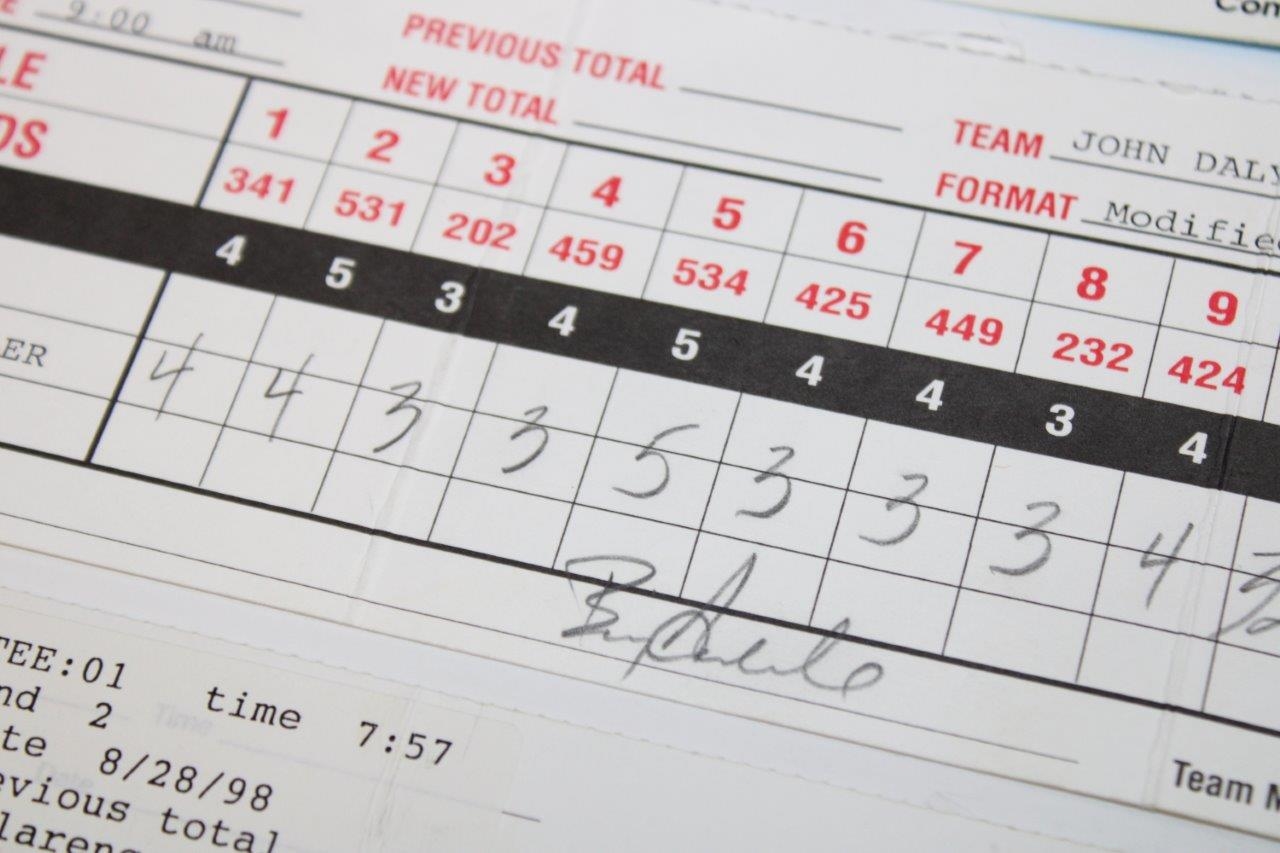 9:00 am
PREVIOUS TOTAL
NEW TOTAL
TEAM JOHN DALY
FORMAT Modified
LE 1 2 3 4 5 6 7 8 9
DS 341 531 202 459 534 425 449 232 424
4 5 3 4 5 4 4 3 4
ER 4 4 3 3 5 3 3 3 4
Team M
TEE:01 time 7:57
nd 2
te 8/28/98
evious total
larenc
Com